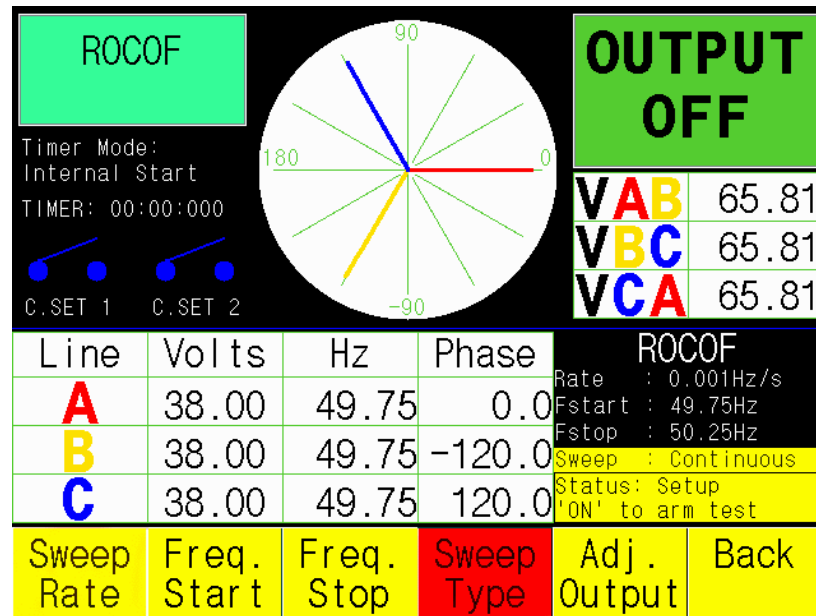 ROCOF
Timer Mode:
Internal Start
TIMER: 00:00:000
C.SET 1 C.SET 2
90
180
0
-90
OUTPUT
OFF
VAB 65.81
VBC 65.81
VCA 65.81
Line Volts Hz Phase
A 38.00 49.75 0.0
B 38.00 49.75 -120.0
C 38.00 49.75 120.0
ROCOF
Rate : 0.001Hz/s
Fstart : 49.75Hz
Fstop : 50.25Hz
Sweep : Continuous
Status: Setup
'ON' to arm test
Sweep Rate
Freq. Start
Freq. Stop
Sweep Type
Adj. Output
Back